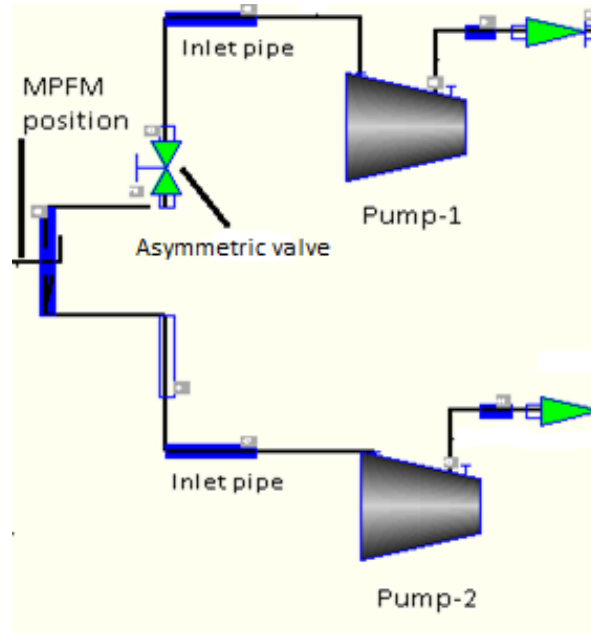 Inlet pipe
MPFM
position
Pump-1
Asymmetric valve
Inlet pipe
Pump-2